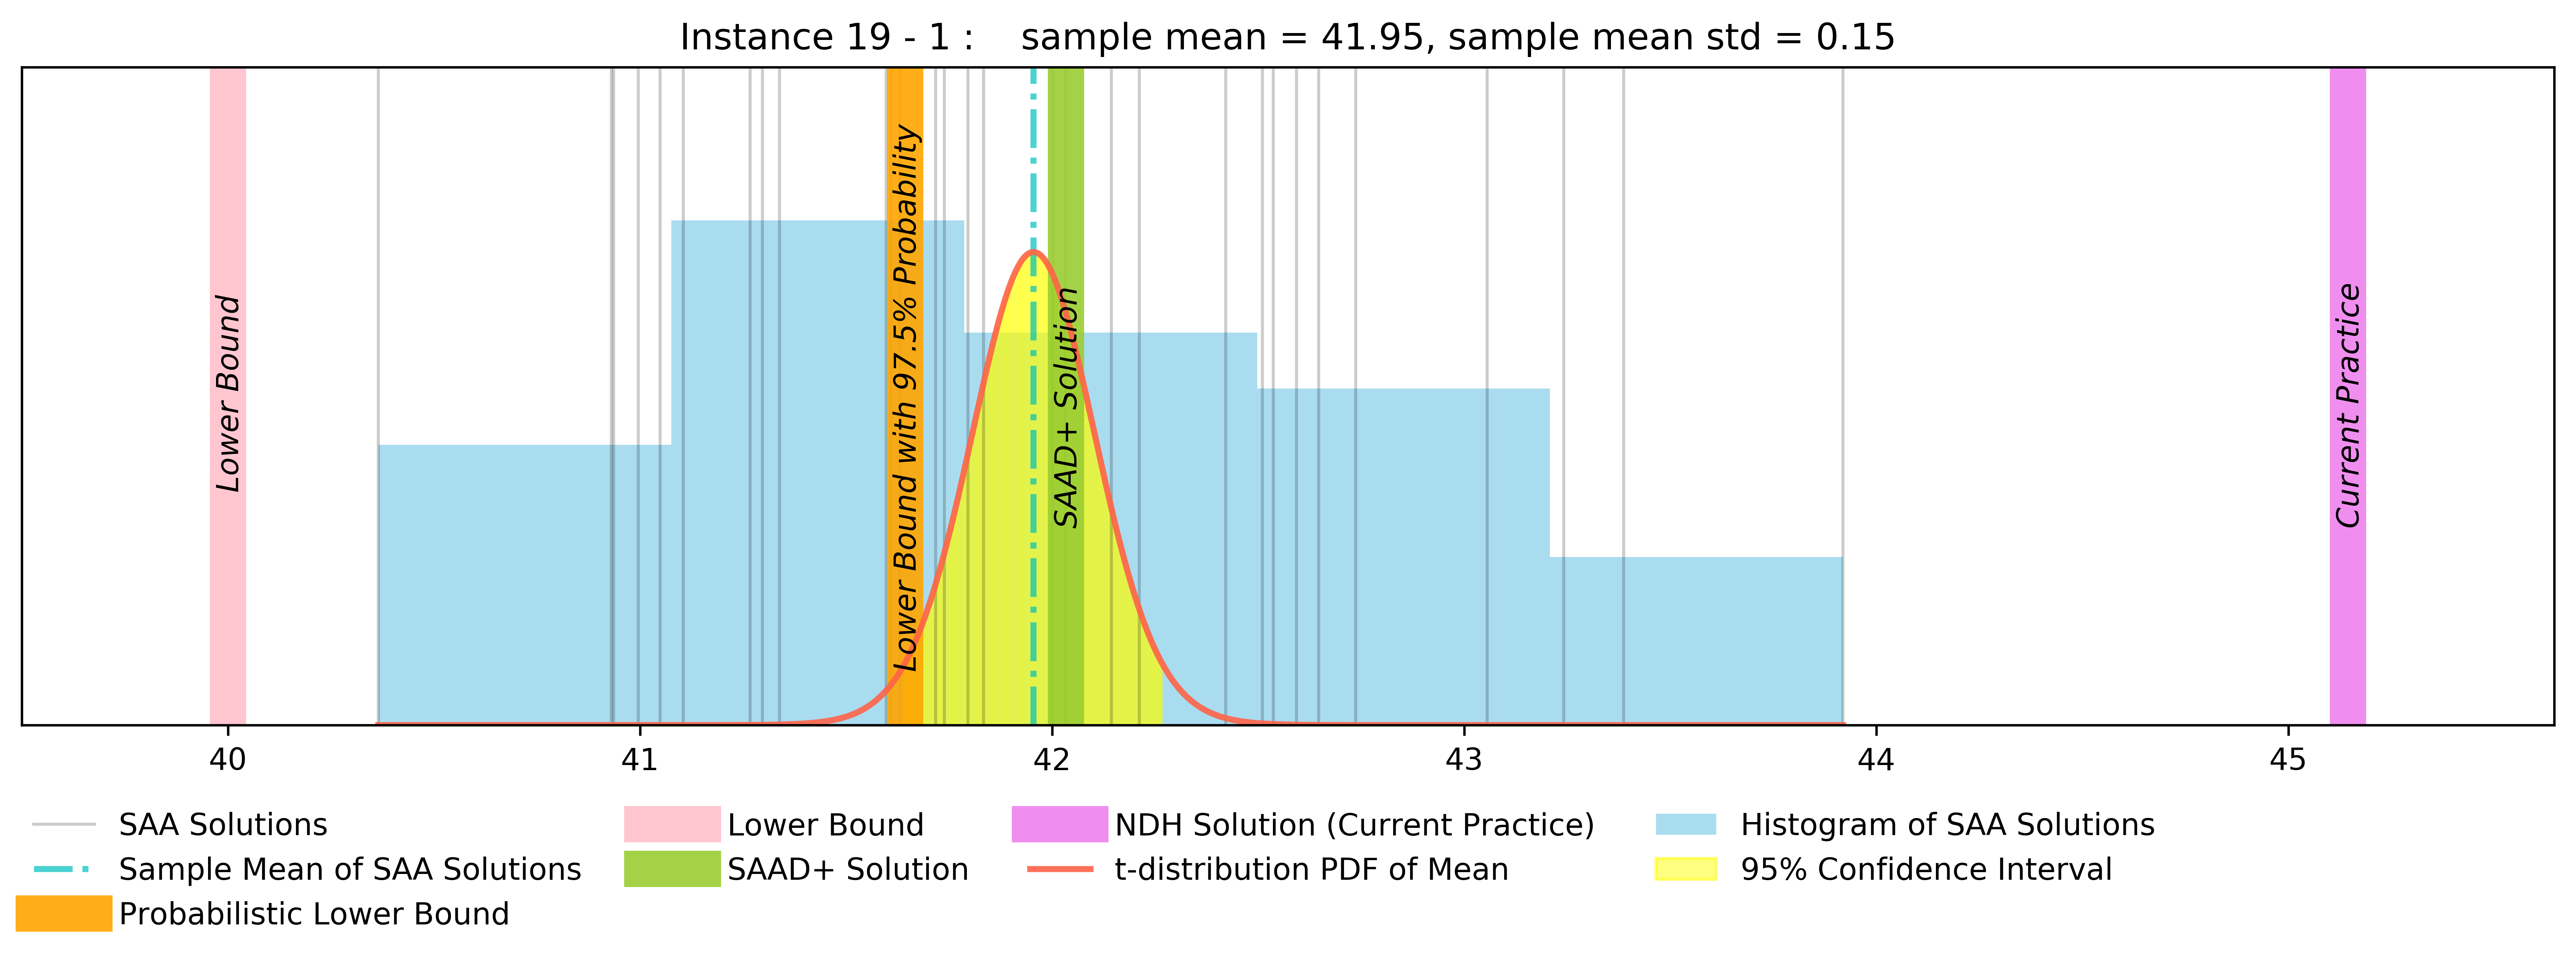 Instance 19 - 1 :    sample mean = 41.95, sample mean std = 0.15
Lower Bound
Lower Bound with 97.5% Probability
SAAD+ Solution
Current Practice
40 41 42 43 44 45
SAA Solutions
Sample Mean of SAA Solutions
Probabilistic Lower Bound
Lower Bound
SAAD+ Solution
NDH Solution (Current Practice)
t-distribution PDF of Mean
Histogram of SAA Solutions
95% Confidence Interval